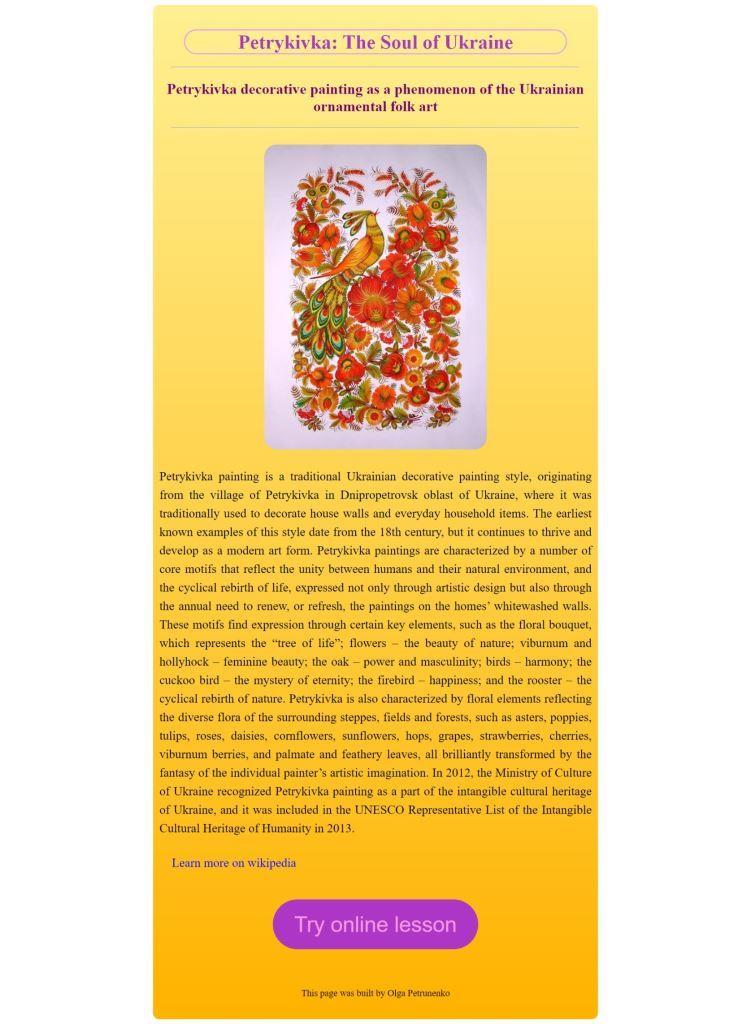 Petrykivka: The Soul of Ukraine
Petrykivka decorative painting as a phenomenon of the Ukrainian
ornamental folk art
Petrykivka painting is a traditional Ukrainian decorative painting style, originating
from the village of Petrykivka in Dnipropetrovsk oblast of Ukraine, where it was
traditionally used to decorate house walls and everyday household items. The earliest
known examples of this style date from the 18th century, but it continues to thrive and
develop as a modern art form. Petrykivka paintings are characterized by a number of
core motifs that reflect the unity between humans and their natural environment, and
the cyclical rebirth of life, expressed not only through artistic design but also through
the annual need to renew, or refresh, the paintings on the homes’ whitewashed walls.
These motifs find expression through certain key elements, such as the floral bouquet,
which represents the “tree of life”; flowers – the beauty of nature; viburnum and
hollyhock – feminine beauty; the oak – power and masculinity; birds – harmony; the
cuckoo bird – the mystery of eternity; the firebird – happiness; and the rooster – the
cyclical rebirth of nature. Petrykivka is also characterized by floral elements reflecting
the diverse flora of the surrounding steppes, fields and forests, such as asters, poppies,
tulips, roses, daisies, cornflowers, sunflowers, hops, grapes, strawberries, cherries,
viburnum berries, and palmate and feathery leaves, all brilliantly transformed by the
fantasy of the individual painter’s artistic imagination. In 2012, the Ministry of Culture
of Ukraine recognized Petrykivka painting as a part of the intangible cultural heritage
of Ukraine, and it was included in the UNESCO Representative List of the Intangible
Cultural Heritage of Humanity in 2013.
Learn more on wikipedia
Try online lesson
This page was built by Olga Petrunenko